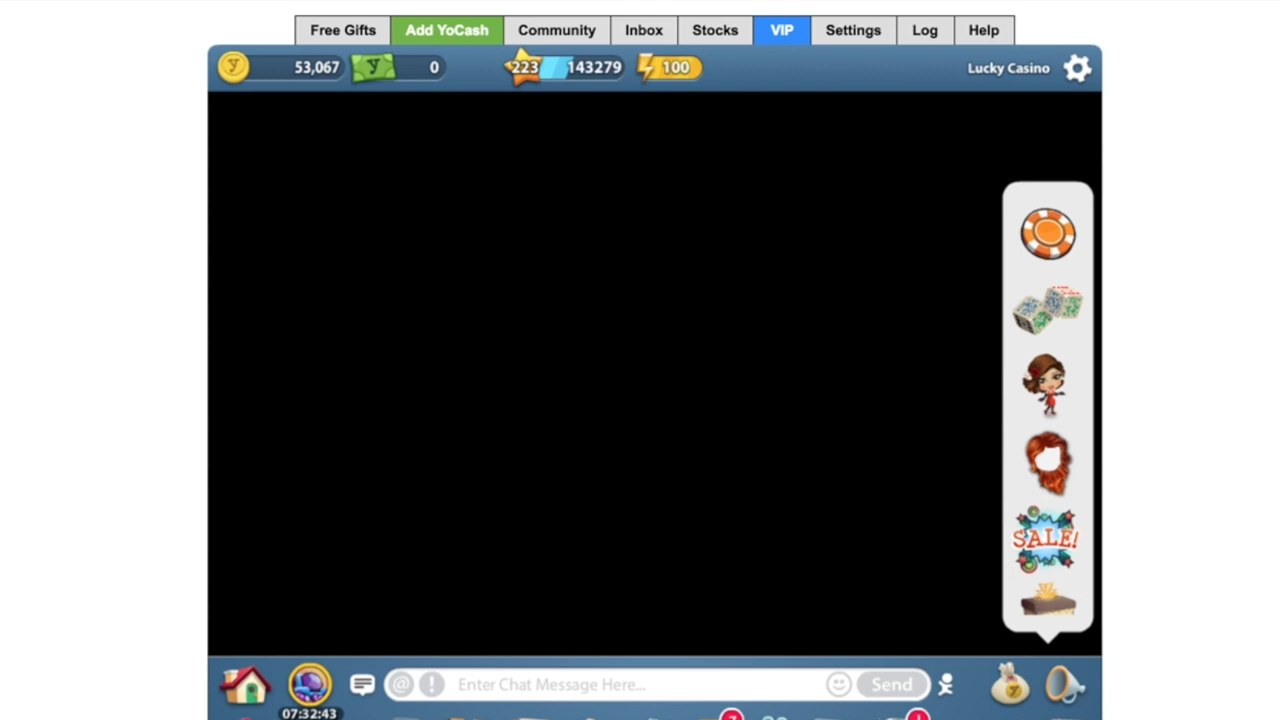 Free Gifts
Add YoCash
Community
Inbox
Stocks
VIP
Settings
Log
Help
53,067
0
223
143279
100
Lucky Casino
SALE!
Enter Chat Message Here...
Send
07:32:43